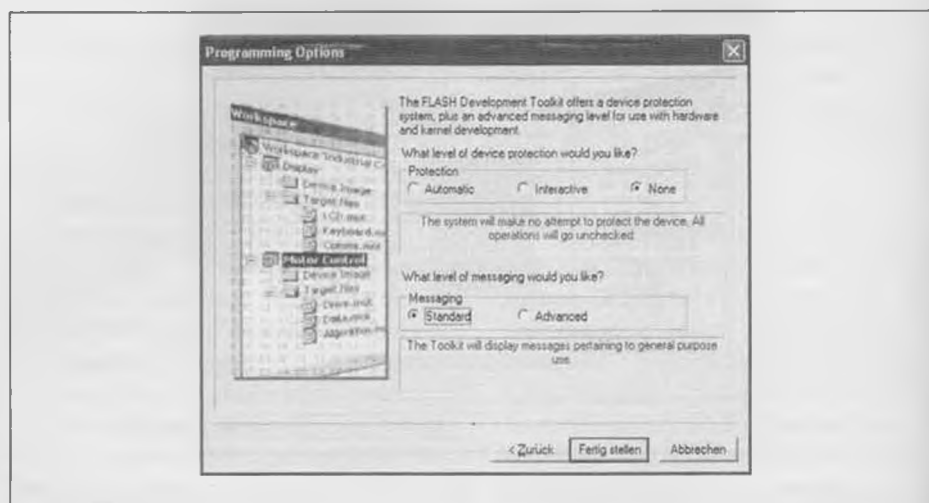 Programming Options
The FLASH Development Toolkit offers a device protection
system, plus an advanced messaging level for use with hardware
and kernel development.
What level of device protection would you like?
Protection
Automatic
Interactive
None
The system will make no attempt to protect the device. All
operations will go unchecked
What level of messaging would you like?
Messaging
Standard
Advanced
The Toolkit will display messages pertaining to general purpose
use
Workspace
Workspace 'Industrial
Display
Device Image
Target files
LCD.mot
Keyboard
Comms.mot
Motor Control
Device Image
Target files
Drive.mot
Data.mot
Algorithm
< Zurück
Fertig stellen
Abbrechen